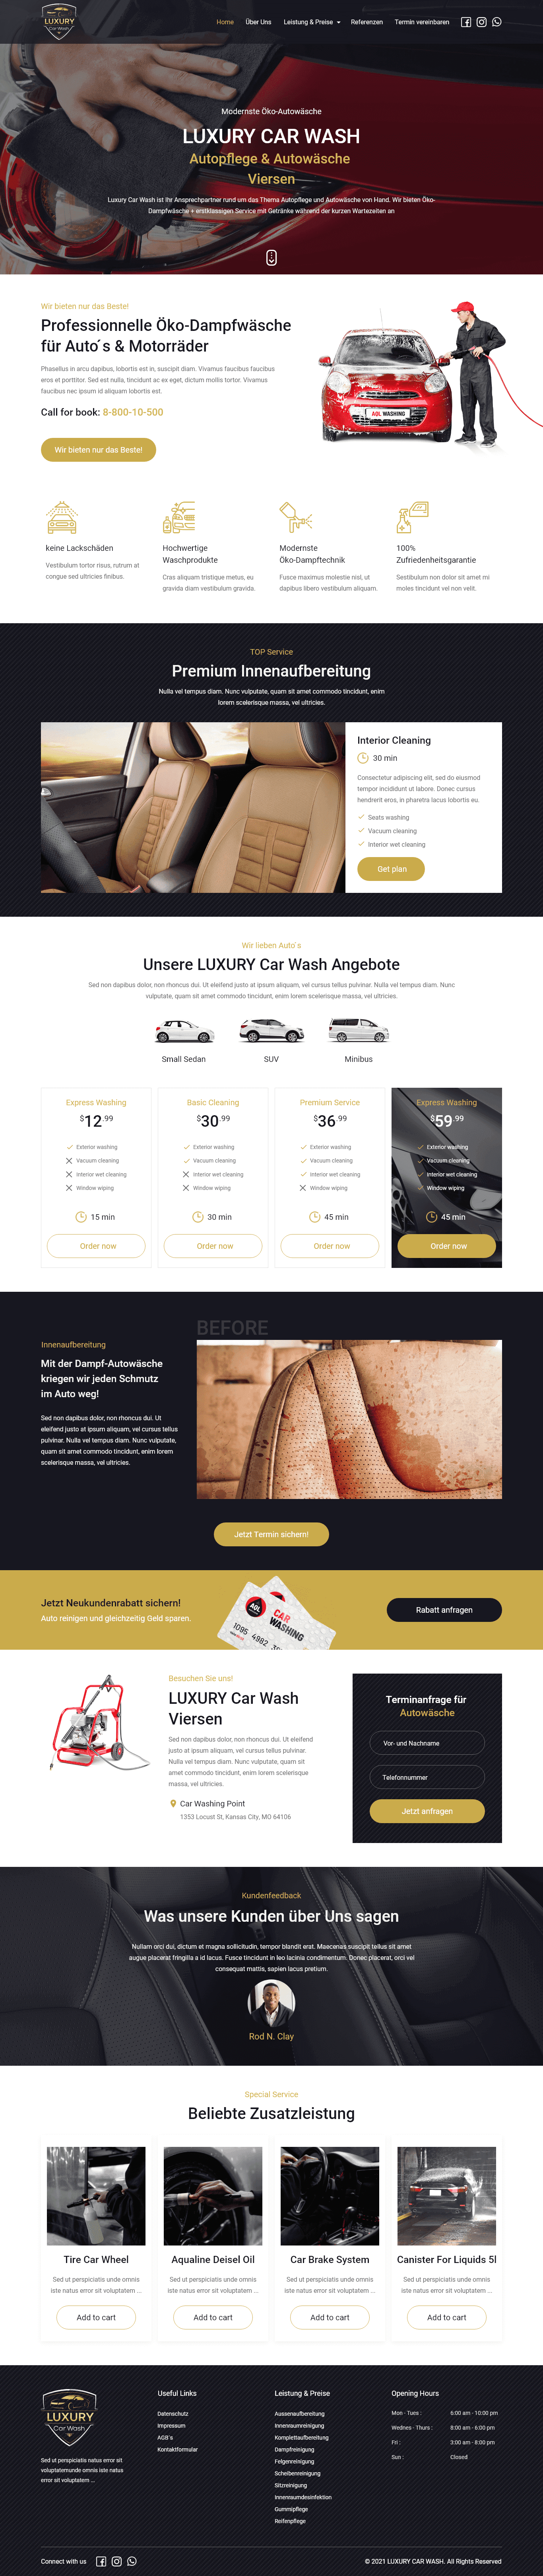 LUXURY
Car Wash
Home
Über Uns
Leistung & Preise
Referenzen
Termin vereinbaren
Modernste Öko-Autowäsche
LUXURY CAR WASH
Autopflege & Autowäsche
Viersen
Luxury Car Wash ist Ihr Ansprechpartner rund um das Thema Autopflege und Autowäsche von Hand. Wir bieten Öko-
Dampfwäsche + erstklassigen Service mit Getränke während der kurzen Wartezeiten an
Wir bieten nur das Beste!
Professionnelle Öko-Dampfwäsche
für Auto´s & Motorräder
Phasellus in arcu dapibus, lobortis est in, suscipit diam. Vivamus faucibus faucibus
eros et porttitor. Sed est nulla, tincidunt ac ex eget, dictum mollis tortor. Vivamus
faucibus nec ipsum id aliquam lobortis est.
Call for book: 8-800-10-500
Wir bieten nur das Beste!
AQL WASHING
keine Lackschäden
Vestibulum tortor risus, rutrum at
congue sed ultricies finibus.
Hochwertige
Waschprodukte
Cras aliquam tristique metus, eu
gravida diam vestibulum gravida.
Modernste
Öko-Dampftechnik
Fusce maximus molestie nisl, ut
dapibus libero vestibulum aliquam.
100%
Zufriedenheitsgarantie
Sestibulum non dolor sit amet mi
moles tincidunt vel non velit.
TOP Service
Premium Innenaufbereitung
Nulla vel tempus diam. Nunc vulputate, quam sit amet commodo tincidunt, enim
lorem scelerisque massa, vel ultricies.
Interior Cleaning
30 min
Consectetur adipiscing elit, sed do eiusmod
tempor incididunt ut labore. Donec cursus
hendrerit eros, in pharetra lacus lobortis eu.
Seats washing
Vacuum cleaning
Interior wet cleaning
Get plan
Wir lieben Auto´s
Unsere LUXURY Car Wash Angebote
Sed non dapibus dolor, non rhoncus dui. Ut eleifend justo at ipsum aliquam, vel cursus tellus pulvinar. Nulla vel tempus diam. Nunc
vulputate, quam sit amet commodo tincidunt, enim lorem scelerisque massa, vel ultricies.
Small Sedan
SUV
Minibus
Express Washing
$12.99
Exterior washing
Vacuum cleaning
Interior wet cleaning
Window wiping
15 min
Order now
Basic Cleaning
$30.99
Exterior washing
Vacuum cleaning
Interior wet cleaning
Window wiping
30 min
Order now
Premium Service
$36.99
Exterior washing
Vacuum cleaning
Interior wet cleaning
Window wiping
45 min
Order now
Express Washing
$59.99
Exterior washing
Vacuum cleaning
Interior wet cleaning
Window wiping
45 min
Order now
BEFORE
Innenaufbereitung
Mit der Dampf-Autowäsche
kriegen wir jeden Schmutz
im Auto weg!
Sed non dapibus dolor, non rhoncus dui. Ut
eleifend justo at ipsum aliquam, vel cursus tellus
pulvinar. Nulla vel tempus diam. Nunc vulputate,
quam sit amet commodo tincidunt, enim lorem
scelerisque massa, vel ultricies.
Jetzt Termin sichern!
Jetzt Neukundenrabatt sichern!
Auto reinigen und gleichzeitig Geld sparen.
AQL
CAR
WASHING
Rabatt anfragen
Besuchen Sie uns!
LUXURY Car Wash
Viersen
Sed non dapibus dolor, non rhoncus dui. Ut eleifend
justo at ipsum aliquam, vel cursus tellus pulvinar.
Nulla vel tempus diam. Nunc vulputate, quam sit
amet commodo tincidunt, enim lorem scelerisque
massa, vel ultricies.
Car Washing Point
1353 Locust St, Kansas City, MO 64106
Terminanfrage für
Autowäsche
Vor- und Nachname
Telefonnummer
Jetzt anfragen
Kundenfeedback
Was unsere Kunden über Uns sagen
Nullam orci dui, dictum et magna sollicitudin, tempor blandit erat. Maecenas suscipit tellus sit amet
augue placerat fringilla a id lacus. Fusce tincidunt in leo lacinia condimentum. Donec placerat, orci vel
consequat mattis, sapien lacus pretium.
Rod N. Clay
Special Service
Beliebte Zusatzleistung
Tire Car Wheel
Sed ut perspiciatis unde omnis
iste natus error sit voluptatem ...
Add to cart
Aqualine Deisel Oil
Sed ut perspiciatis unde omnis
iste natus error sit voluptatem ...
Add to cart
Car Brake System
Sed ut perspiciatis unde omnis
iste natus error sit voluptatem ...
Add to cart
Canister For Liquids 5l
Sed ut perspiciatis unde omnis
iste natus error sit voluptatem ...
Add to cart
LUXURY
Car Wash
Sed ut perspiciatis natus error sit
voluptatemunde omnis iste natus
error sit voluptatem ...
Useful Links
Datenschutz
Impressum
AGB´s
Kontaktformular
Leistung & Preise
Aussenaufbereitung
Innenraumreinigung
Komplettaufbereitung
Dampfreinigung
Felgenreinigung
Scheibenreinigung
Sitzreinigung
Innenraumdesinfektion
Gummipflege
Reifenpflege
Opening Hours
Mon - Tues : 6:00 am - 10:00 pm
Wednes - Thurs : 8:00 am - 6:00 pm
Fri : 3:00 am - 8:00 pm
Sun : Closed
Connect with us
© 2021 LUXURY CAR WASH. All Rights Reserved